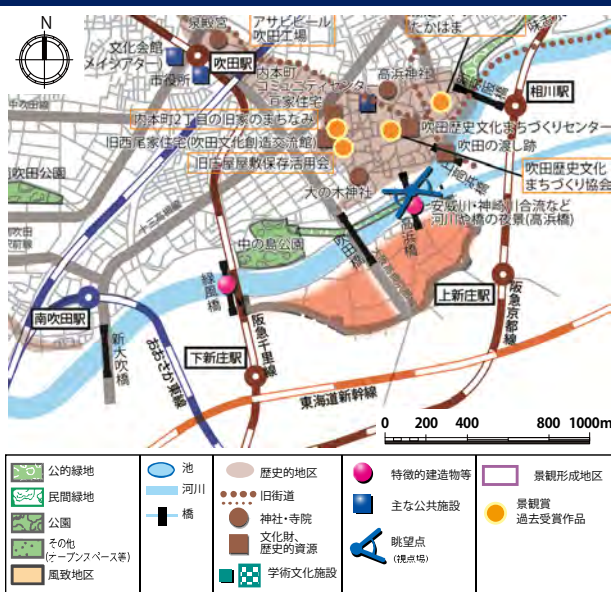 N
泉殿宮
アサヒビール
吹田工場
たかはま
文化会館
(メイシアター)
吹田駅
市役所
内本町
コミュニティセンター
高浜神社
相川駅
内本町2丁目の旧家のまちなみ
吹田歴史文化まちづくりセンター
旧西尾家住宅(吹田文化創造交流館)
吹田の渡し跡
旧庄屋屋敷保存活用会
吹田歴史文化
まちづくり協会
大の木神社
安威川・神崎川合流など
河川や橋の夜景(高浜橋)
高浜橋
中の島公園
緑風橋
上新庄駅
阪急京都線
南吹田駅
新大吹橋
おおさか東線
下新庄駅
阪急千里線
東海道新幹線
0 200 400 800 1000m
公的緑地
民間緑地
公園
その他
(オープンスペース等)
風致地区
池
河川
橋
歴史的地区
旧街道
神社・寺院
文化財、
歴史的資源
学術文化施設
特徴的建造物等
主な公共施設
眺望点
(視点場)
景観形成地区
景観賞
過去受賞作品